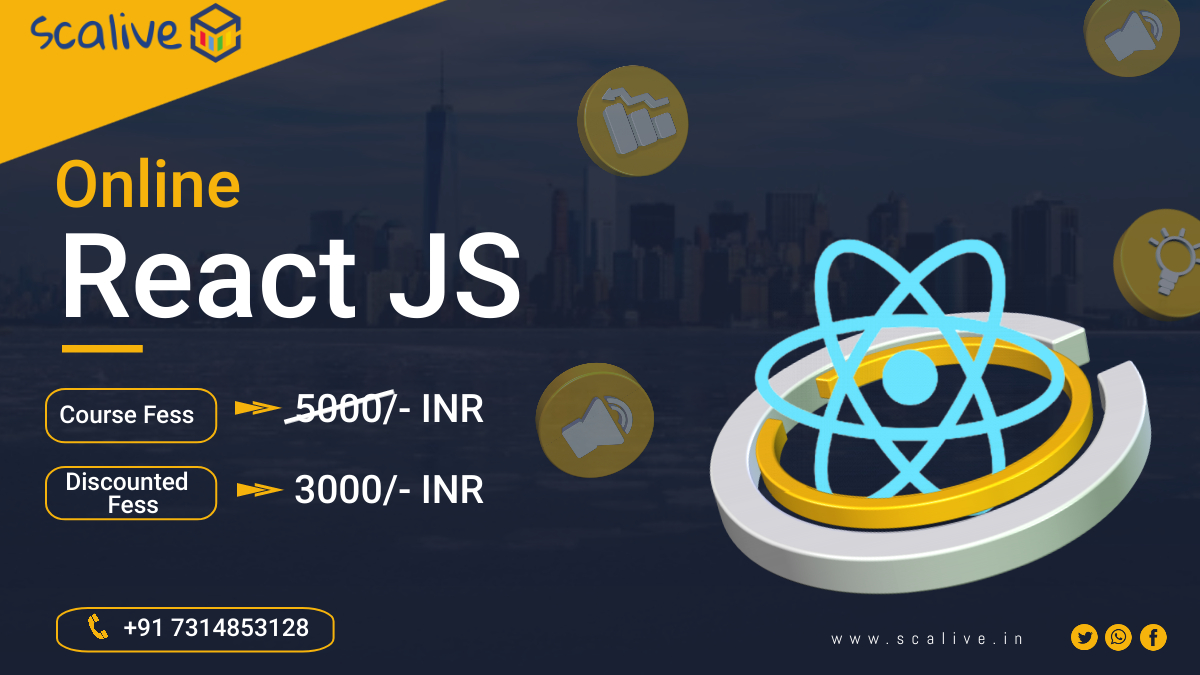 scalive
Online
React JS
Course Fess
5000/- INR
Discounted
Fess
3000/- INR
+91 7314853128
www.scalive.in